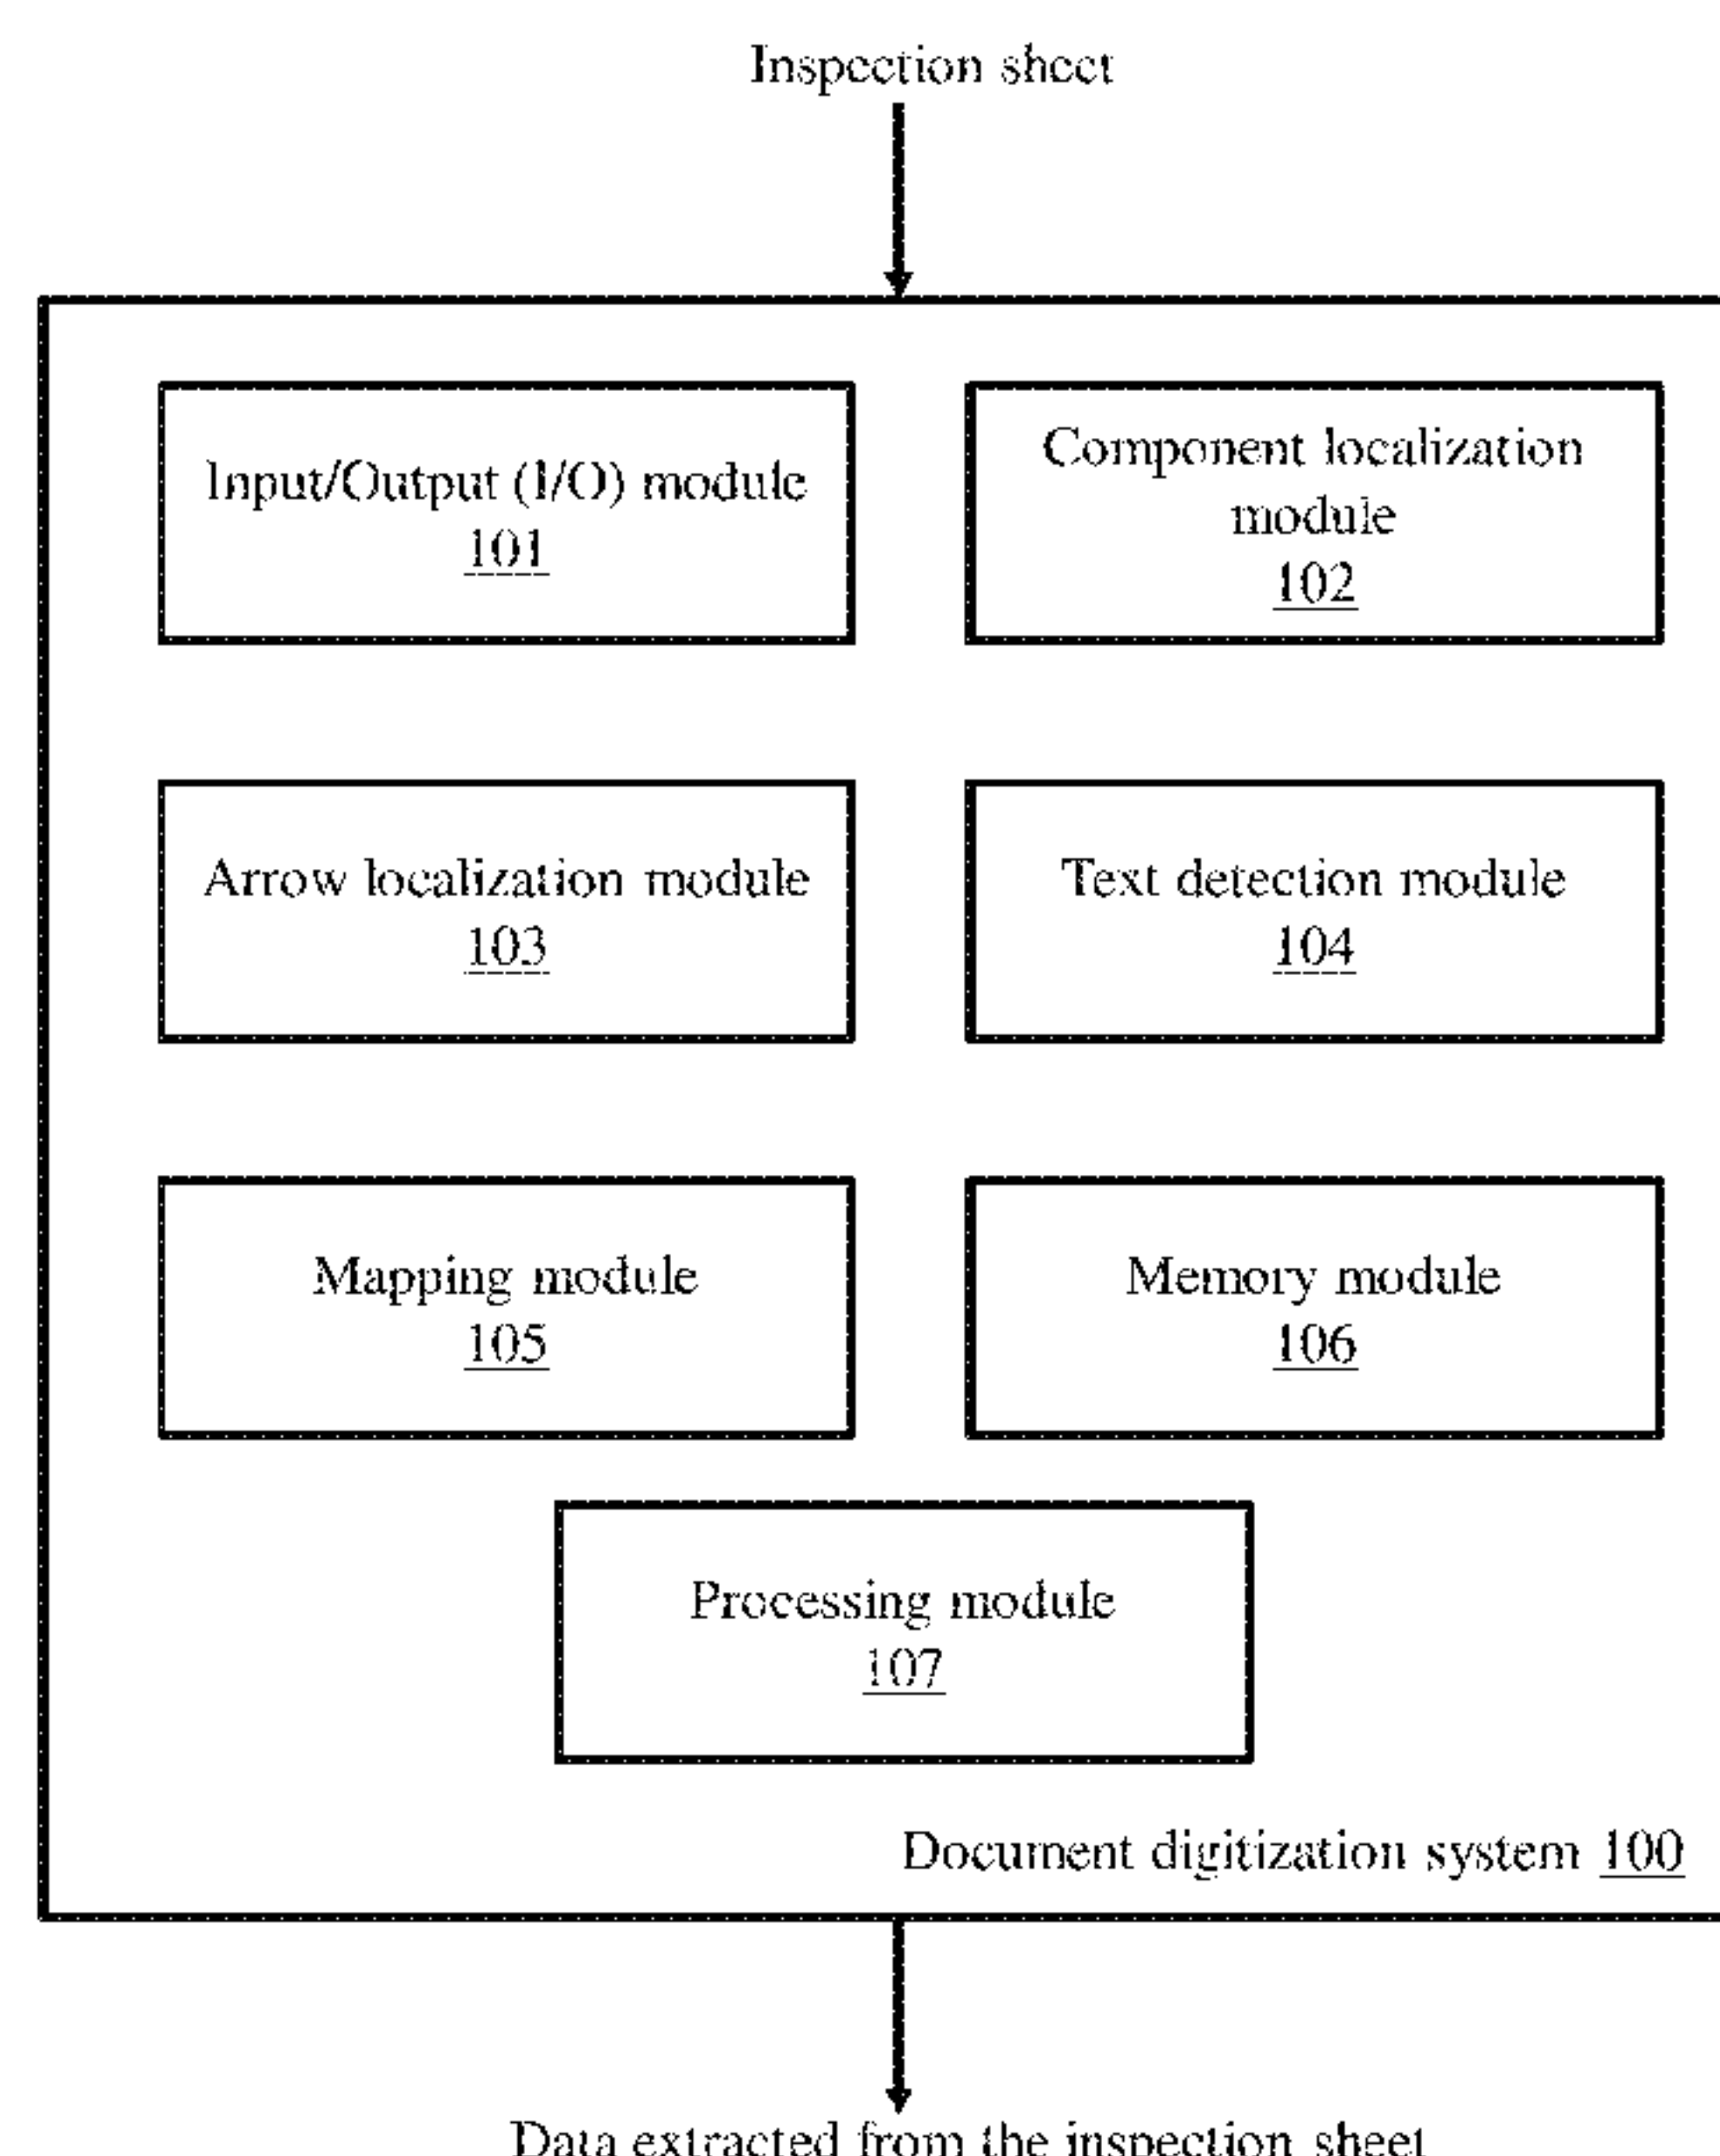 Inspection sheet
Input/Output (I/O) module
101
Component localization
module
102
Arrow localization module
103
Text detection module
104
Mapping module
105
Memory module
106
Processing module
107
Document digitization system 100
Data extracted from the inspection sheet